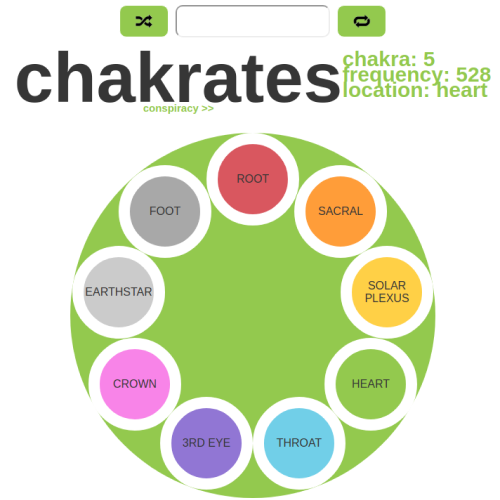 chakrates
chakra: 5
frequency: 528
location: heart
conspiracy >>
ROOT
FOOT
SACRAL
EARTHSTAR
SOLAR
PLEXUS
CROWN
HEART
3RD EYE
THROAT